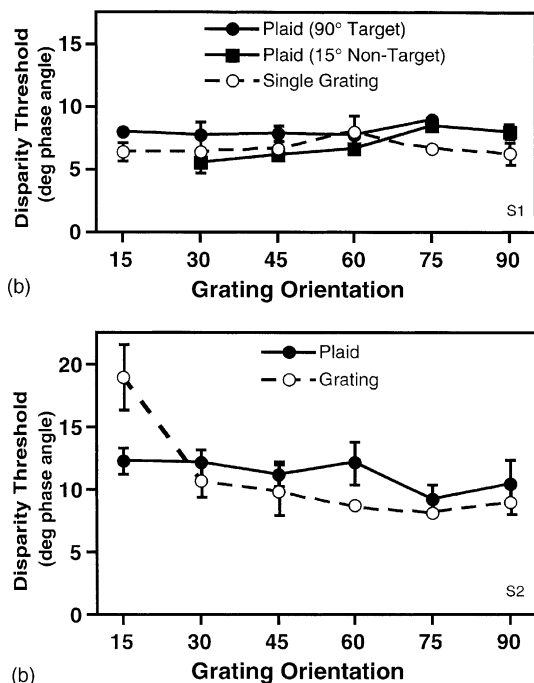 15
10
5
0
Disparity Threshold
(deg phase angle)
Plaid (90° Target)
Plaid (15° Non-Target)
Single Grating
S1
15 30 45 60 75 90
(b) Grating Orientation
20
15
10
5
0
Disparity Threshold
(deg phase angle)
Plaid
Grating
S2
15 30 45 60 75 90
(b) Grating Orientation